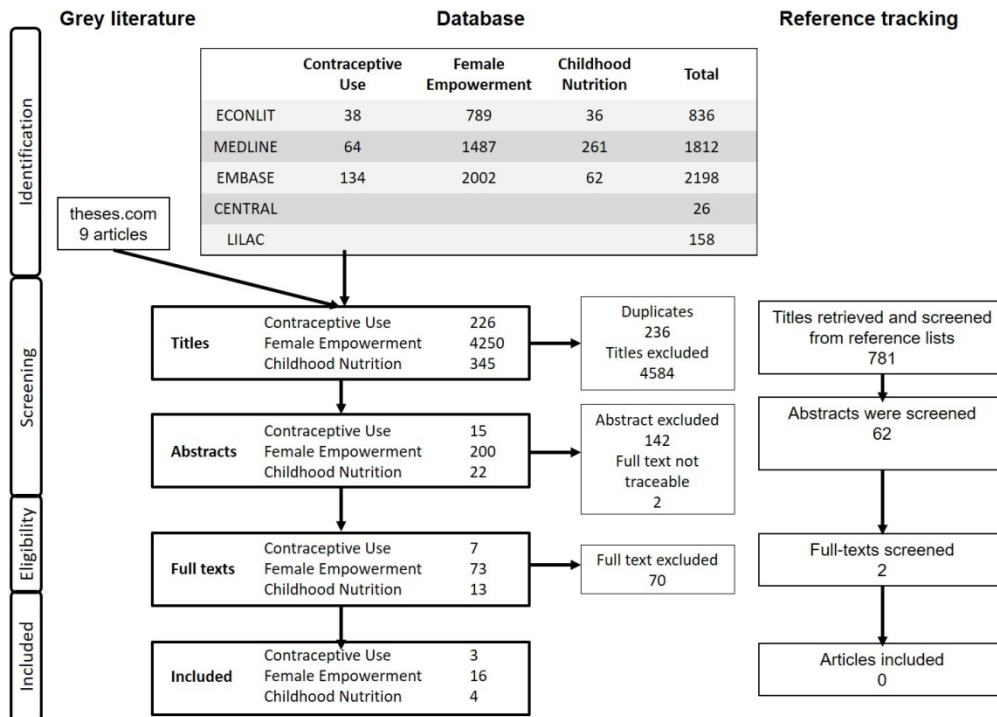 Grey literature
Database
Reference tracking
Identification
Contraceptive Use Female Empowerment Childhood Nutrition Total
ECONLIT 38 789 36 836
MEDLINE 64 1487 261 1812
EMBASE 134 2002 62 2198
CENTRAL 26
LILAC 158
theses.com
9 articles
Screening
Titles
Contraceptive Use 226
Female Empowerment 4250
Childhood Nutrition 345
Duplicates
236
Titles excluded
4584
Titles retrieved and screened
from reference lists
781
Abstracts
Contraceptive Use 15
Female Empowerment 200
Childhood Nutrition 22
Abstract excluded
142
Full text not
traceable
2
Abstracts were screened
62
Eligibility
Full texts
Contraceptive Use 7
Female Empowerment 73
Childhood Nutrition 13
Full text excluded
70
Full-texts screened
2
Included
Included
Contraceptive Use 3
Female Empowerment 16
Childhood Nutrition 4
Articles included
0